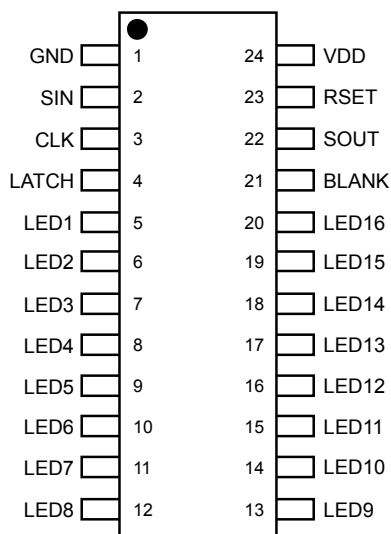 GND 1 24 VDD
SIN 2 23 RSET
CLK 3 22 SOUT
LATCH 4 21 BLANK
LED1 5 20 LED16
LED2 6 19 LED15
LED3 7 18 LED14
LED4 8 17 LED13
LED5 9 16 LED12
LED6 10 15 LED11
LED7 11 14 LED10
LED8 12 13 LED9